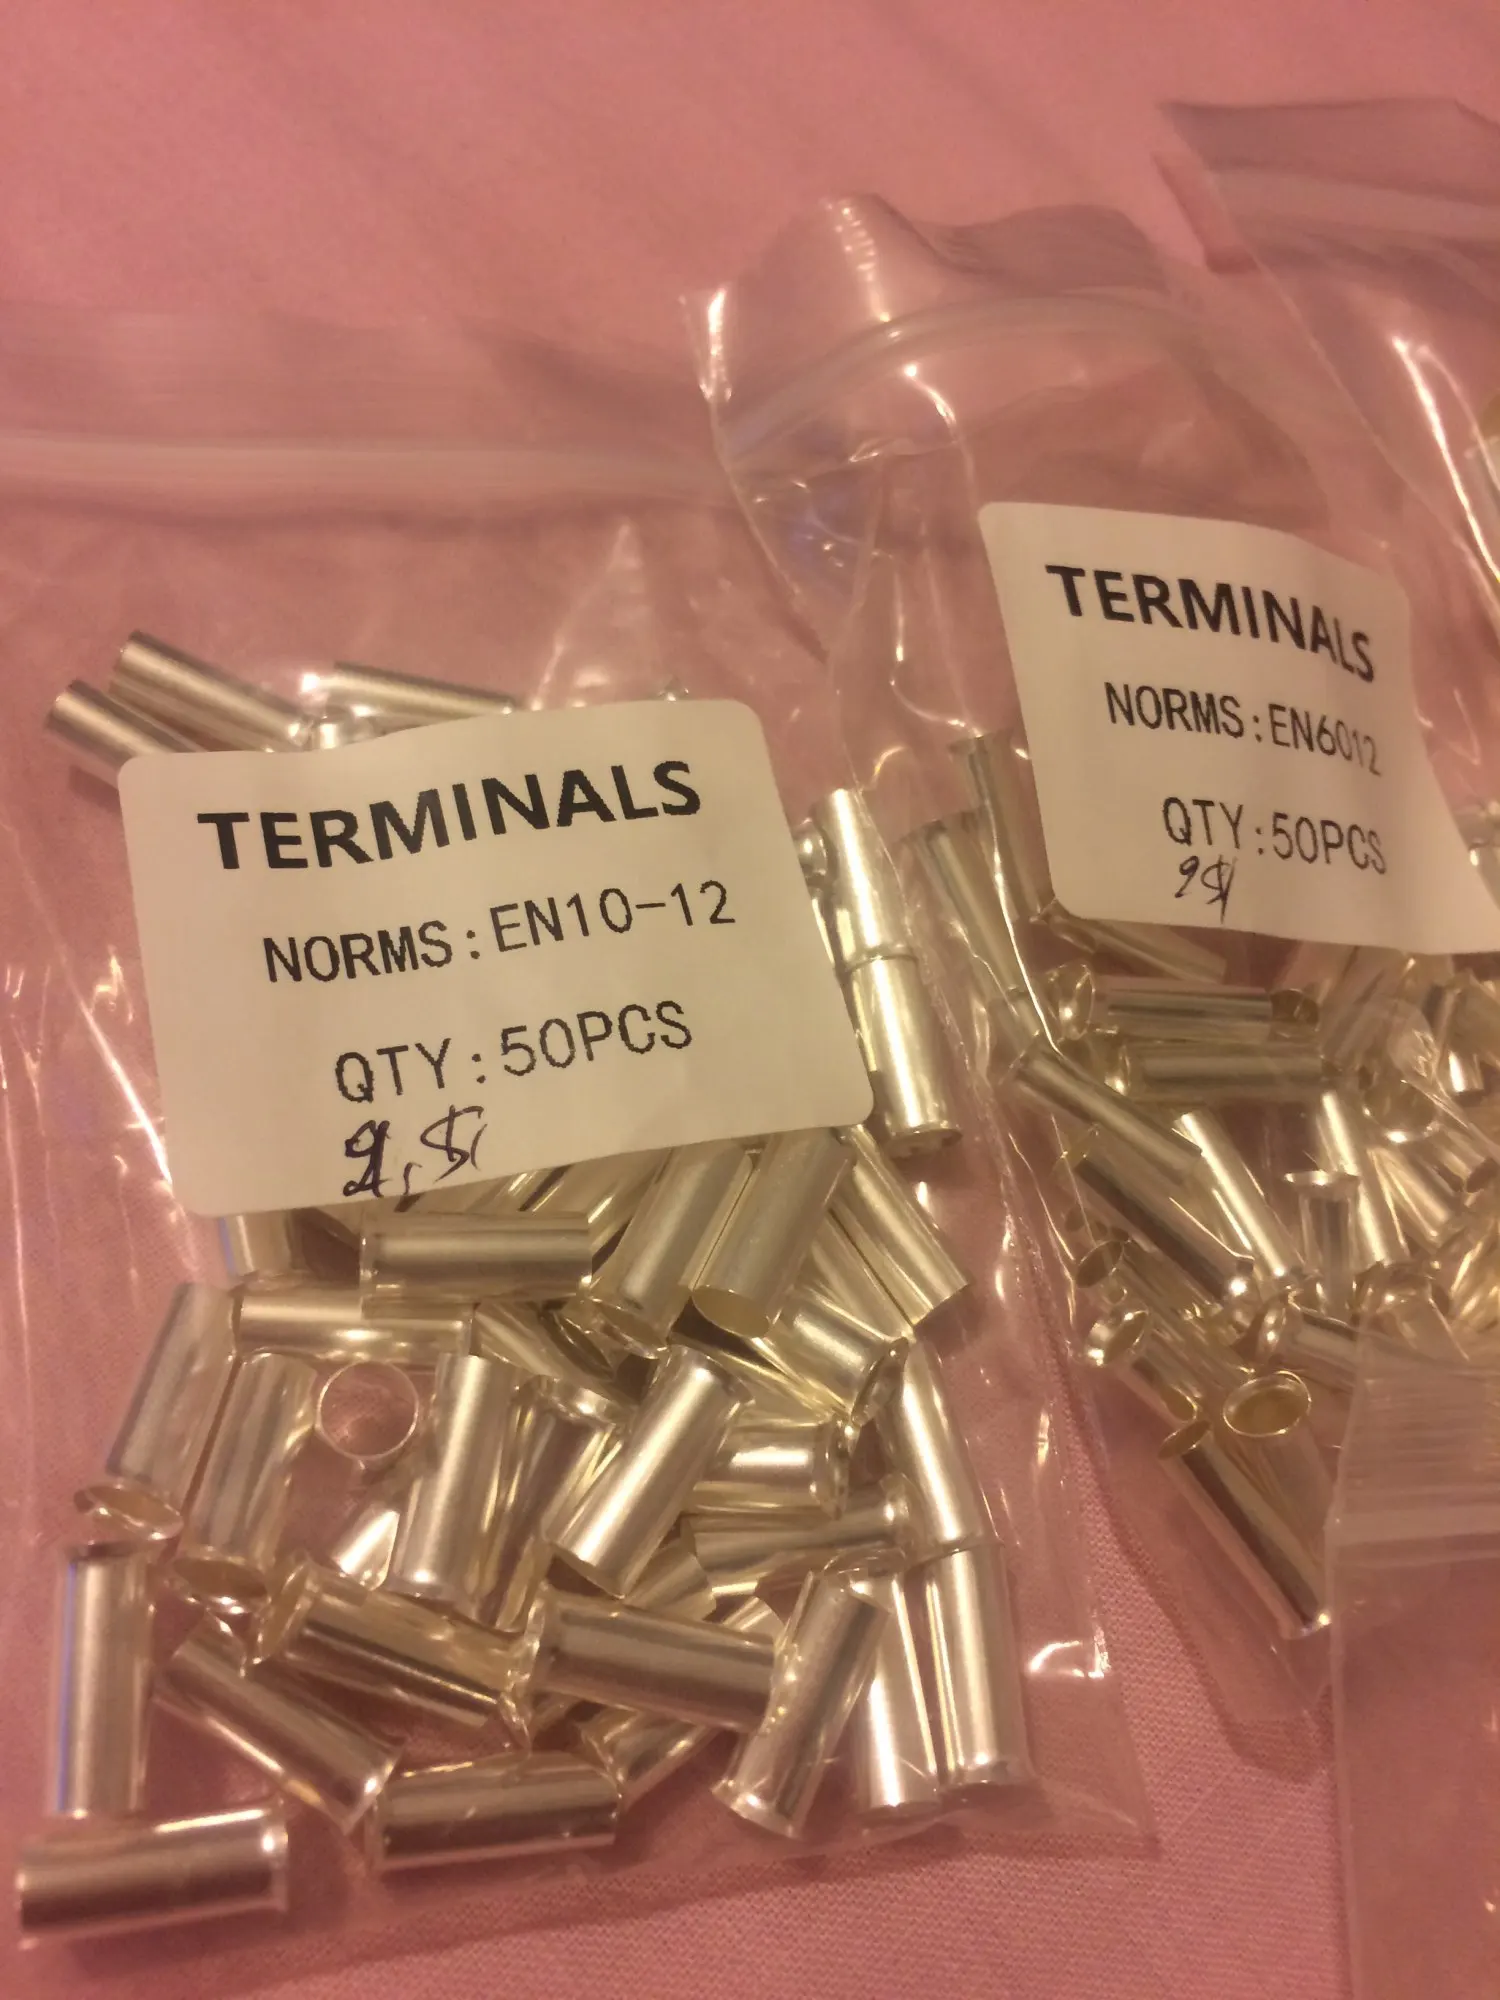 TERMINALS
NORMS:EN10-12
QTY:50PCS
TERMINALS
NORMS:EN6012
QTY:50PCS